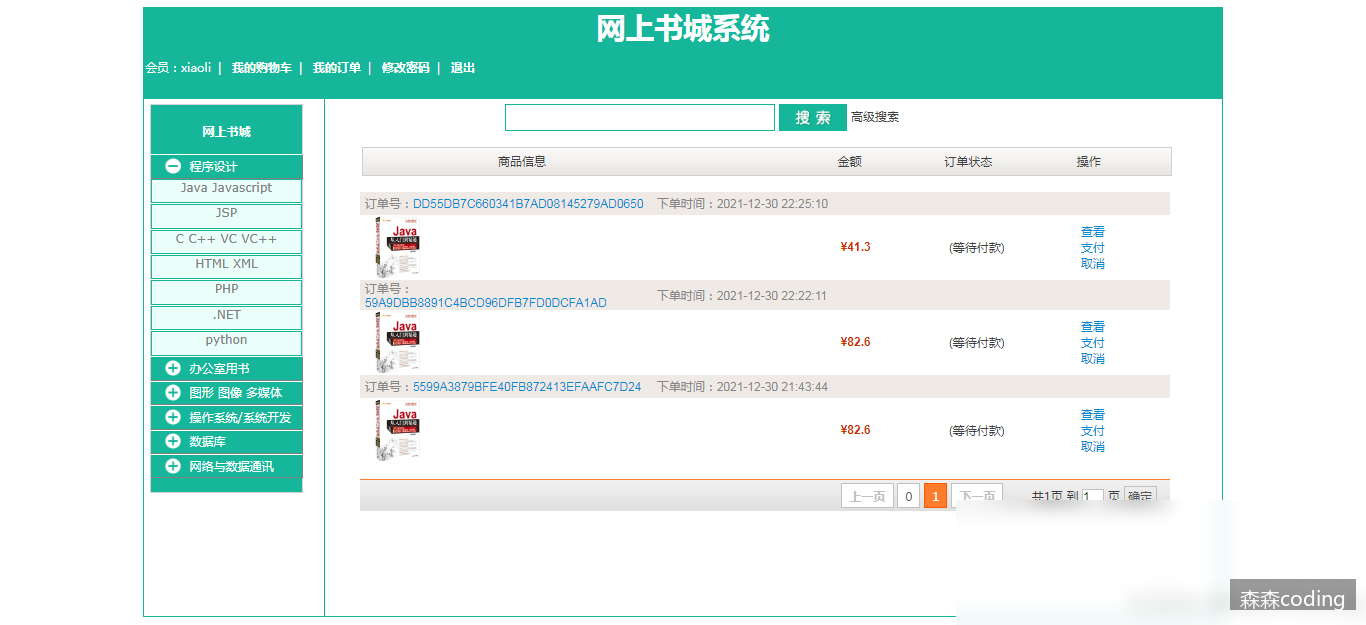 网上书城系统
会员：xiaoli | 我的购物车 | 我的订单 | 修改密码 | 退出
网上书城
程序设计
Java Javascript
JSP
C C++ VC VC++
HTML XML
PHP
.NET
python
办公室用书
图形 图像 多媒体
操作系统/系统开发
数据库
网络与数据通讯
搜 索 高级搜索
商品信息 金额 订单状态 操作
订单号：DD55DB7C660341B7AD08145279AD0650 下单时间：2021-12-30 22:25:10
Java
¥41.3 (等待付款) 查看
支付
取消
订单号：
59A9DBB8891C4BCD96DFB7FD0DCFA1AD 下单时间：2021-12-30 22:22:11
Java
¥82.6 (等待付款) 查看
支付
取消
订单号：5599A3879BFE40FB872413EFAAFC7D24 下单时间：2021-12-30 21:43:44
Java
¥82.6 (等待付款) 查看
支付
取消
上一页 0 1 下一页 共1页 到 1 页 确定
森森coding